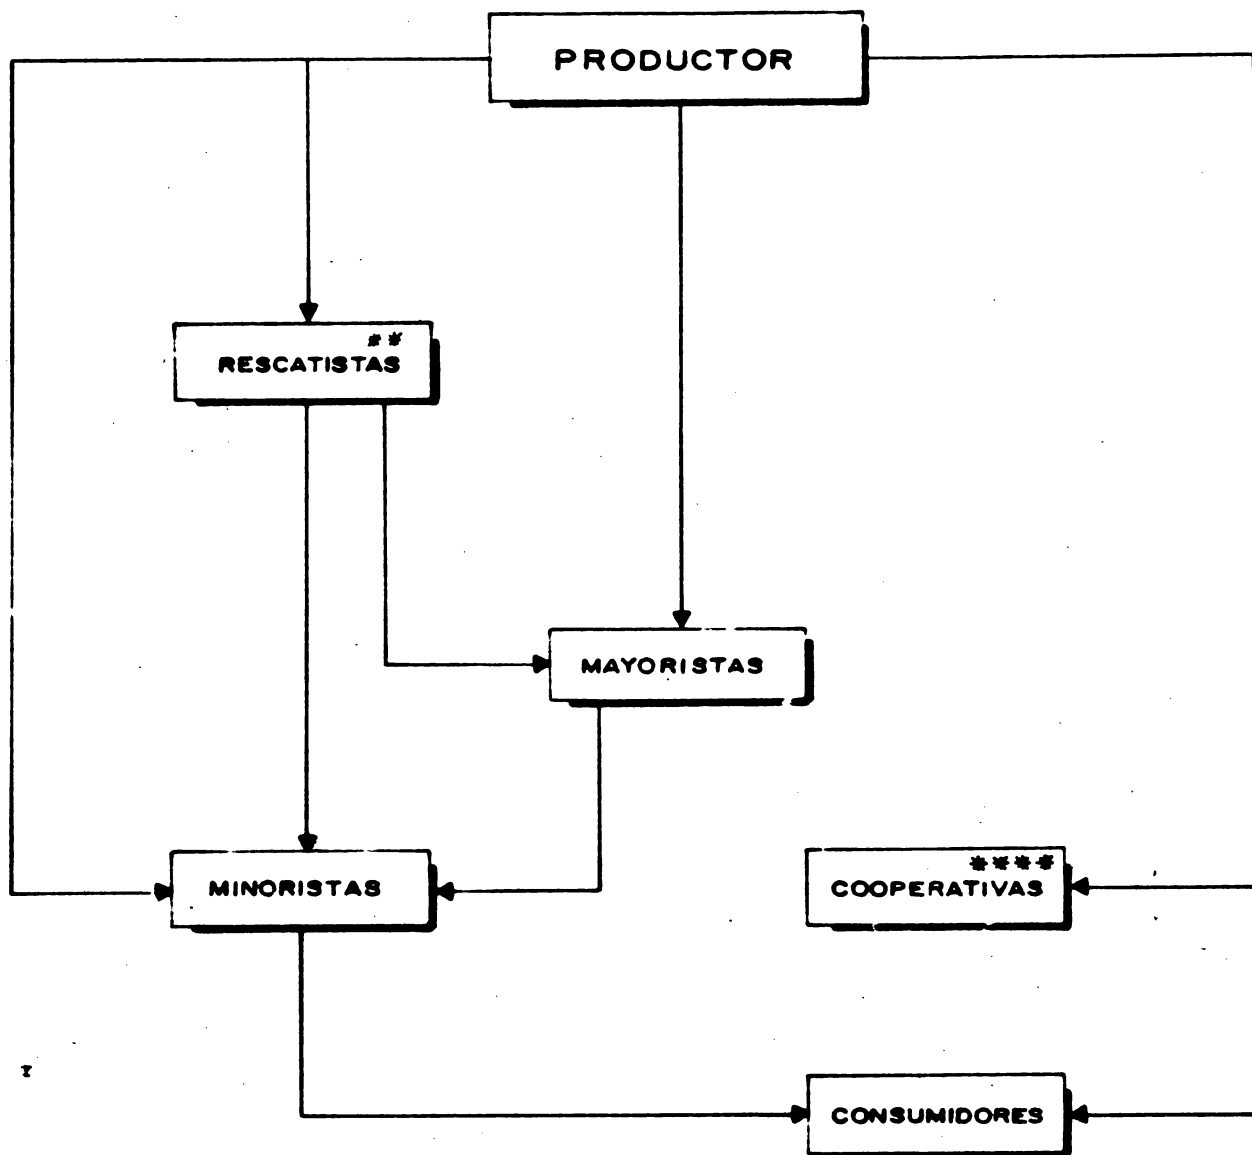 PRODUCTOR
**
RESCATISTAS
MAYORISTAS
MINORISTAS
****
COOPERATIVAS
CONSUMIDORES